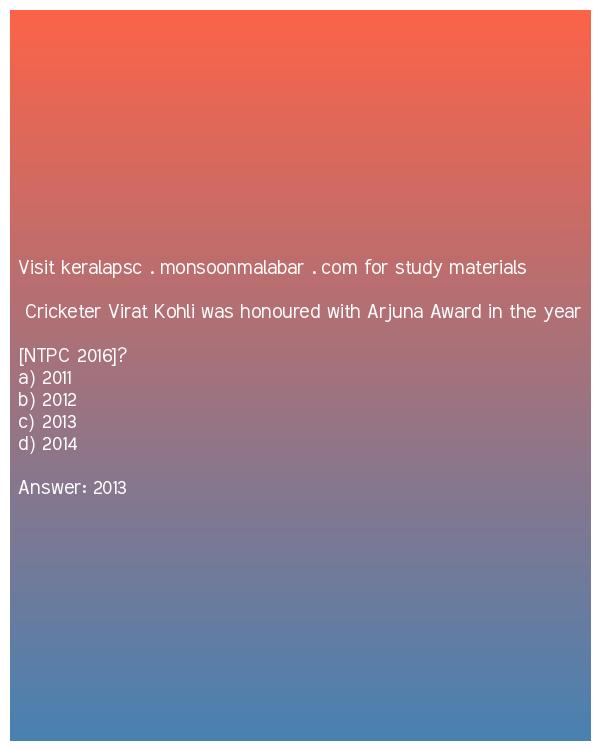 Visit keralapsc . monsoonmalabar . com for study materials
Cricketer Virat Kohli was honoured with Arjuna Award in the year
[NTPC 2016]?
a) 2011
b) 2012
c) 2013
d) 2014
Answer: 2013